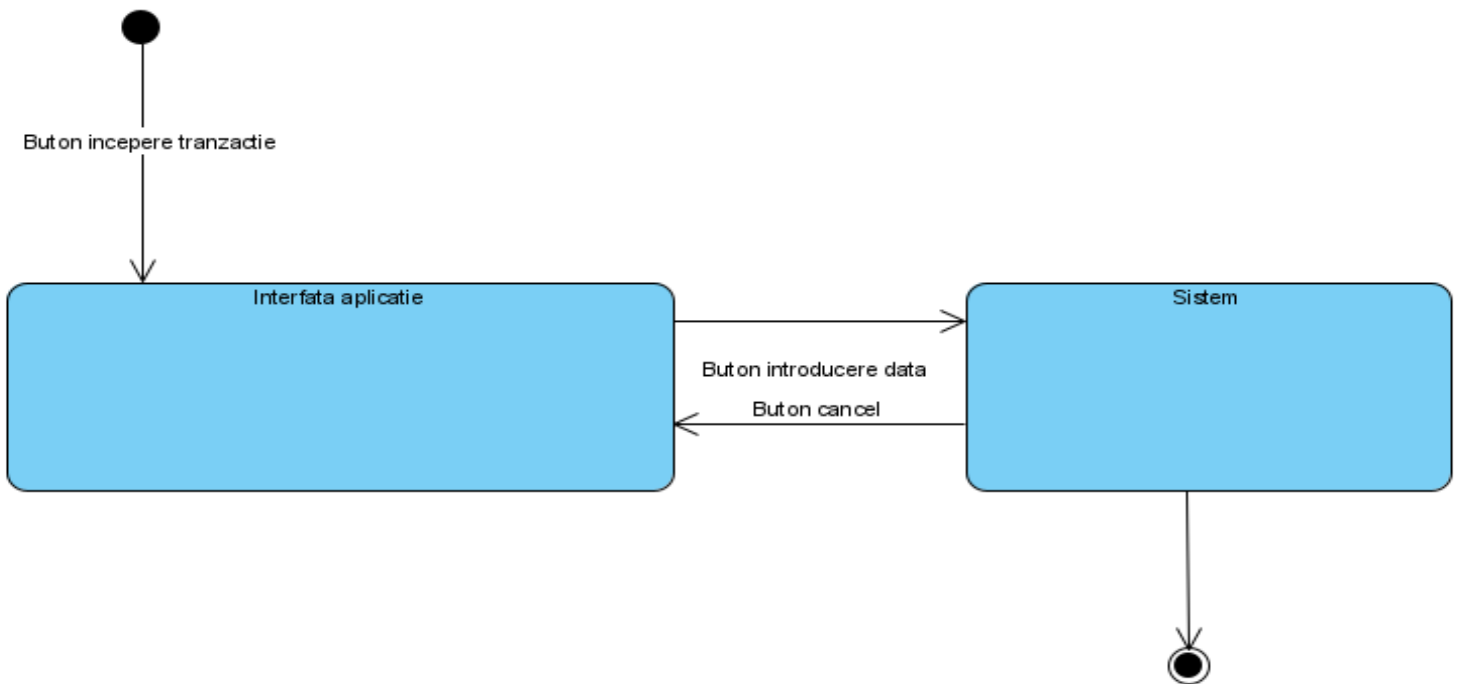 Buton incepere tranzactie
Interfata aplicatie
Sistem
Buton introducere data
Buton cancel